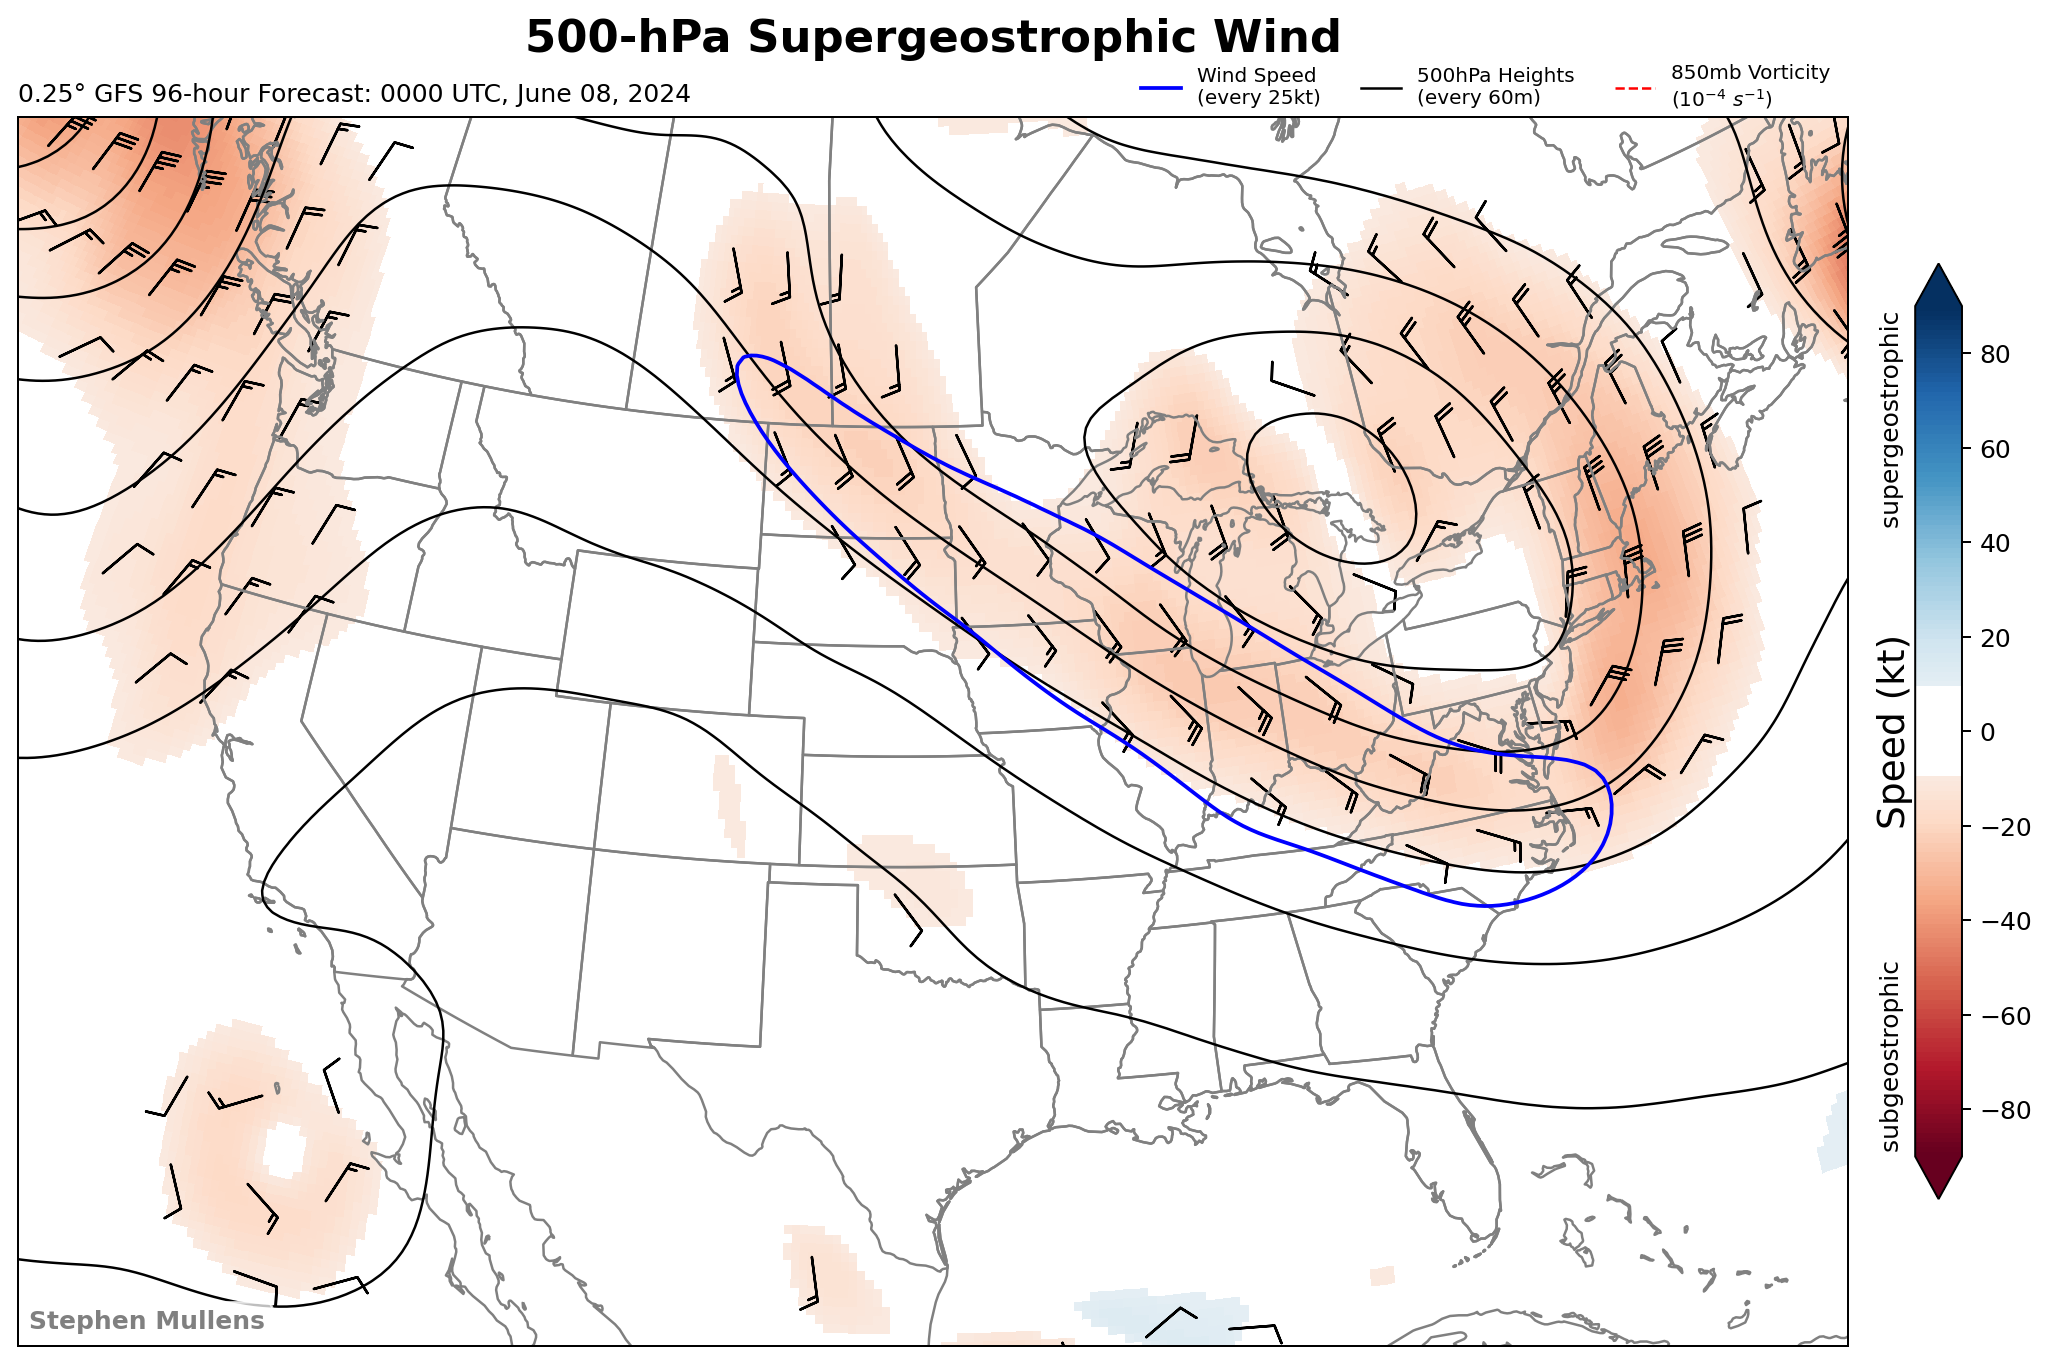 500-hPa Supergeostrophic Wind
0.25° GFS 96-hour Forecast: 0000 UTC, June 08, 2024
Wind Speed
(every 25kt)
500hPa Heights
(every 60m)
850mb Vorticity
(10⁻⁴ s⁻¹)
supergeostrophic
Speed (kt)
subgeostrophic
80
60
40
20
0
−20
−40
−60
−80
Stephen Mullens